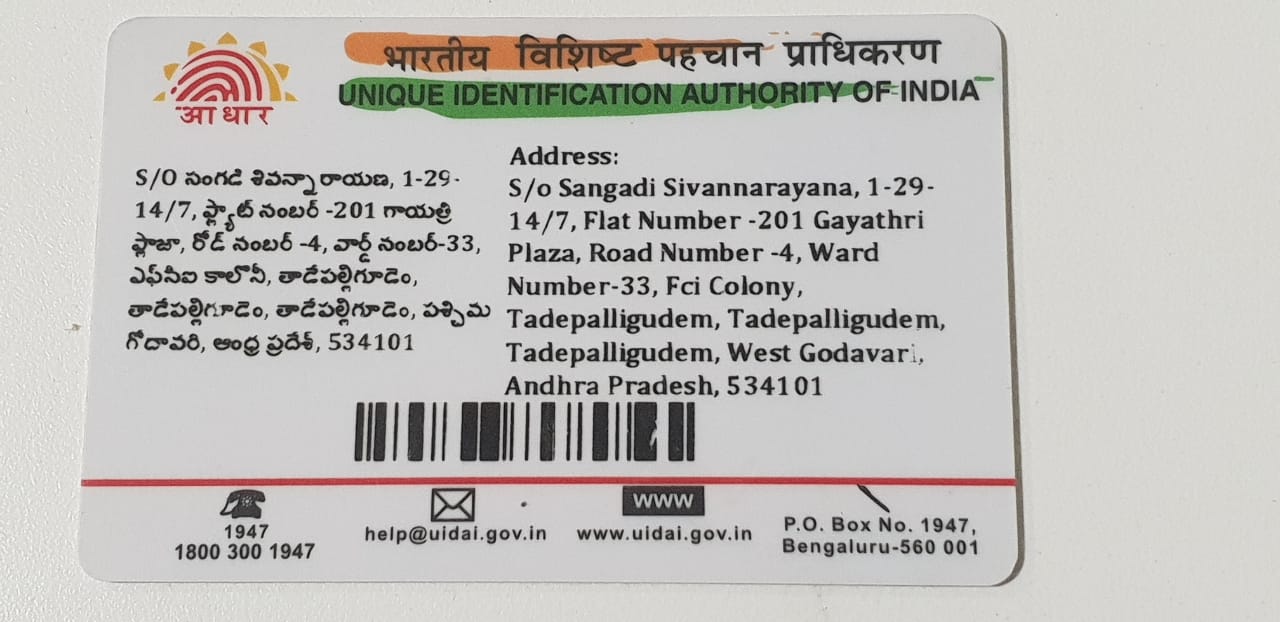 भारतीय विशिष्ट पहचान प्राधिकरण
UNIQUE IDENTIFICATION AUTHORITY OF INDIA
आधार
S/O సంగడి శివన్నారాయణ, 1-29-
14/7, ఫ్లాట్ నంబర్ -201 గాయత్రి
ప్లాజా, రోడ్ నంబర్ -4, వార్డ్ నంబర్-33,
ఎఫ్‌సిఐ కాలొనీ, తాడేపల్లిగూడెం,
తాడేపల్లిగూడెం, తాడేపల్లిగూడెం, పశ్చిమ
గోదావరి, ఆంధ్ర ప్రదేశ్, 534101
Address:
S/o Sangadi Sivannarayana, 1-29-
14/7, Flat Number -201 Gayathri
Plaza, Road Number -4, Ward
Number-33, Fci Colony,
Tadepalligudem, Tadepalligudem,
Tadepalligudem, West Godavari,
Andhra Pradesh, 534101
1947
1800 300 1947
help@uidai.gov.in
WWW
www.uidai.gov.in
P.O. Box No. 1947,
Bengaluru-560 001